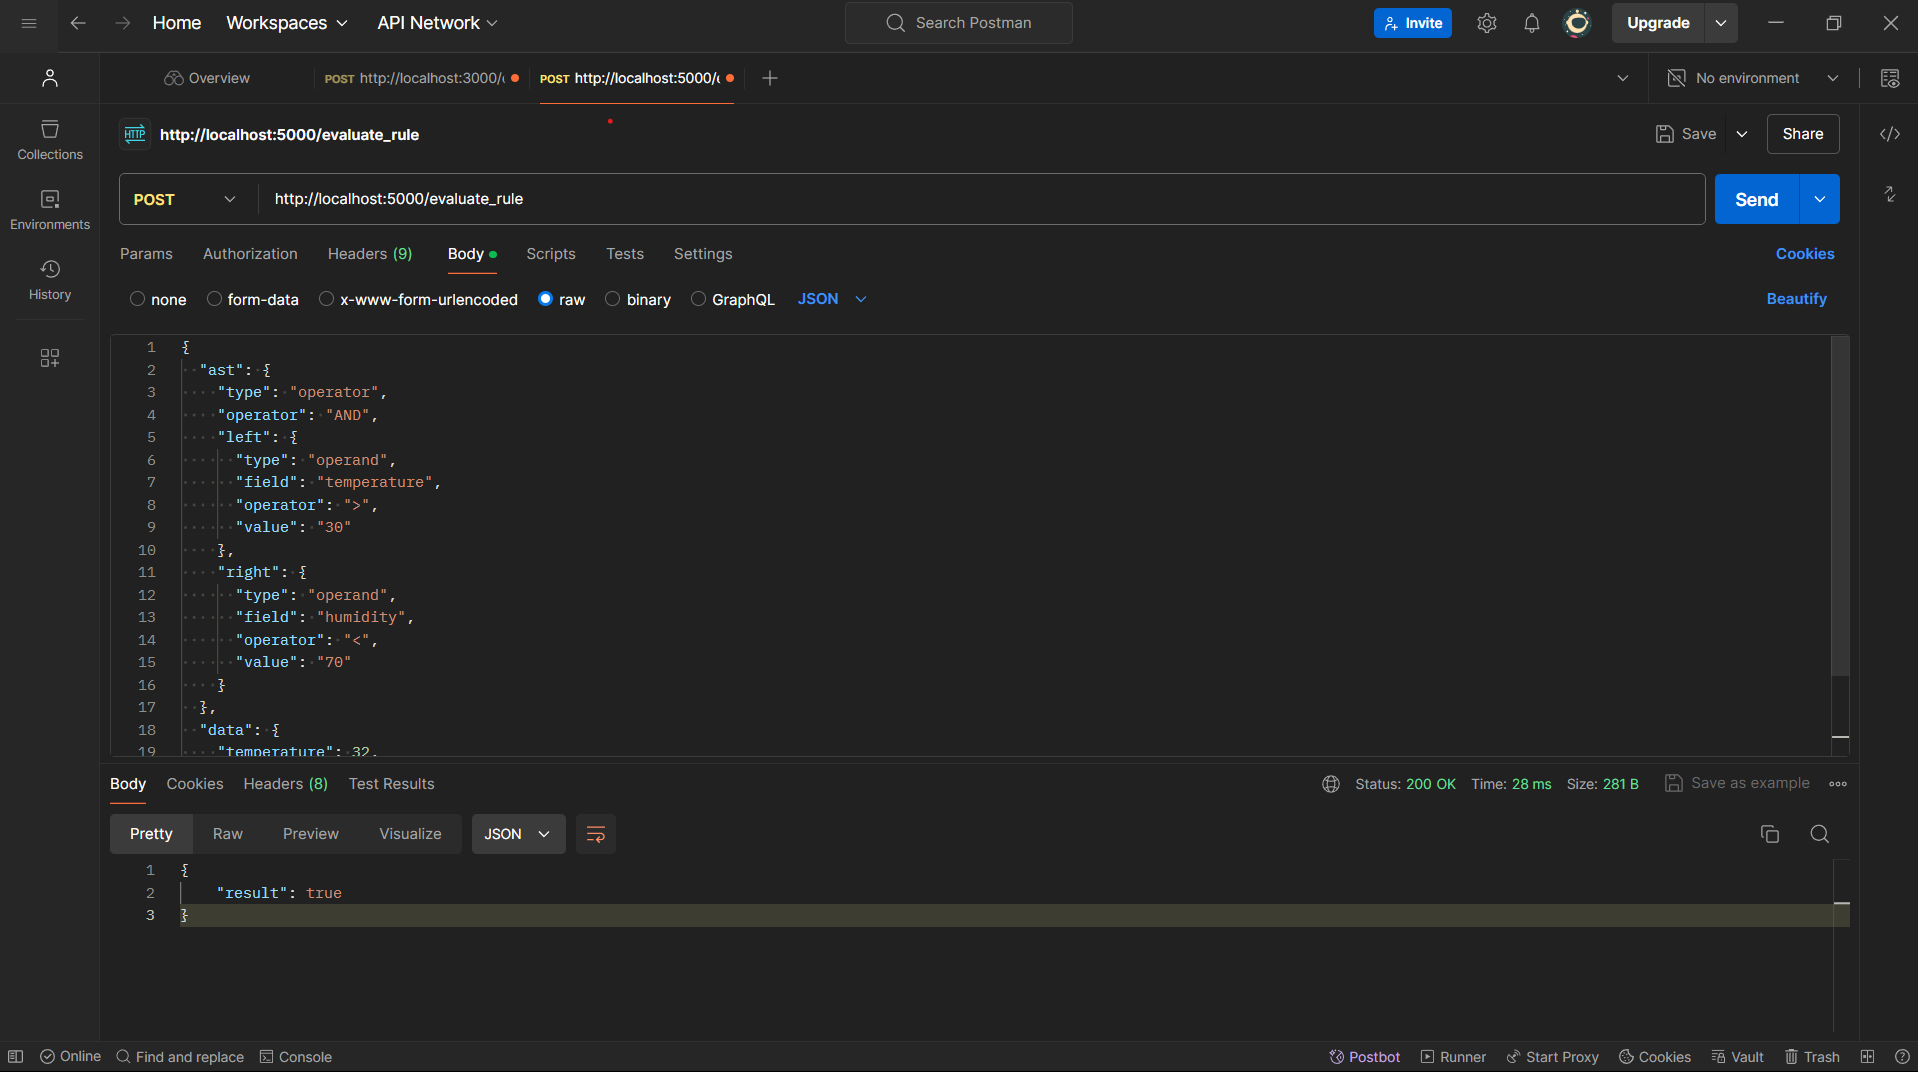 Home Workspaces API Network Search Postman Invite Upgrade
Overview POST http://localhost:3000/ POST http://localhost:5000/ No environment
HTTP http://localhost:5000/evaluate_rule Save Share
POST http://localhost:5000/evaluate_rule Send
Params Authorization Headers (9) Body Scripts Tests Settings Cookies
none form-data x-www-form-urlencoded raw binary GraphQL JSON Beautify
Collections
Environments
History
1 {
2 "ast": {
3 "type": "operator",
4 "operator": "AND",
5 "left": {
6 "type": "operand",
7 "field": "temperature",
8 "operator": ">",
9 "value": "30"
10 },
11 "right": {
12 "type": "operand",
13 "field": "humidity",
14 "operator": "<",
15 "value": "70"
16 }
17 },
18 "data": {
19 "temperature": 32,
Body Cookies Headers (8) Test Results Status: 200 OK Time: 28 ms Size: 281 B Save as example
Pretty Raw Preview Visualize JSON
1 {
2 "result": true
3 }
Online Find and replace Console Postbot Runner Start Proxy Cookies Vault Trash